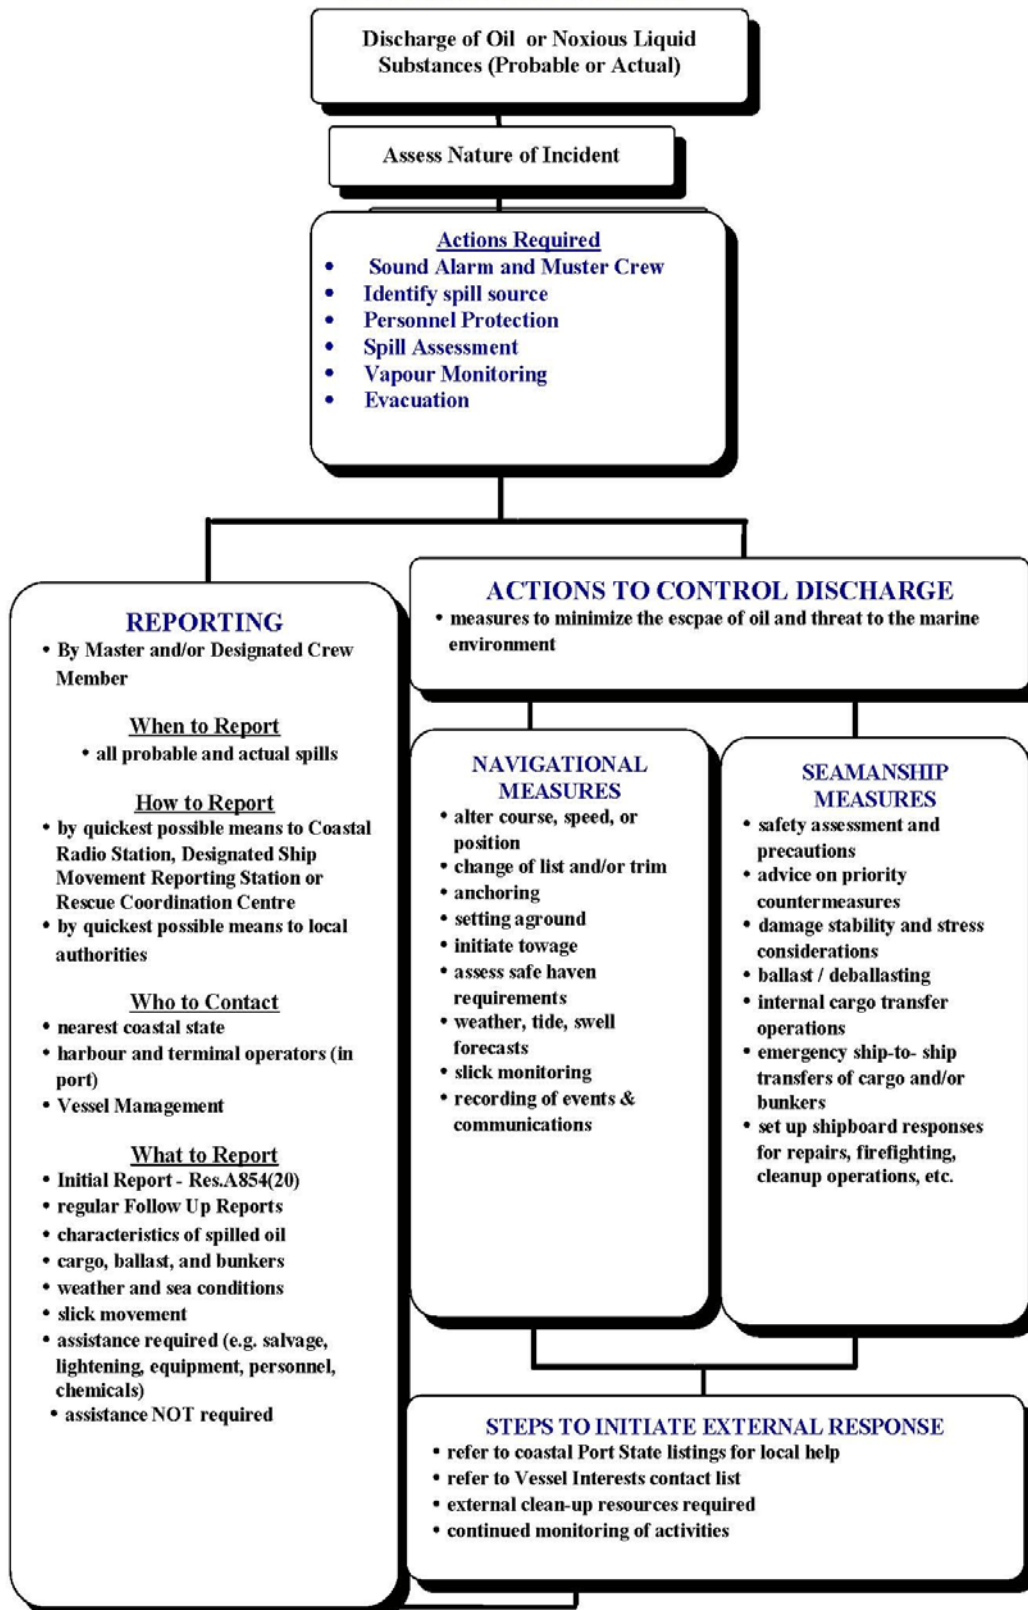 Discharge of Oil or Noxious Liquid
Substances (Probable or Actual)
Assess Nature of Incident
Actions Required
• Sound Alarm and Muster Crew
• Identify spill source
• Personnel Protection
• Spill Assessment
• Vapour Monitoring
• Evacuation
REPORTING
• By Master and/or Designated Crew
Member
When to Report
• all probable and actual spills
How to Report
• by quickest possible means to Coastal
Radio Station, Designated Ship
Movement Reporting Station or
Rescue Coordination Centre
• by quickest possible means to local
authorities
Who to Contact
• nearest coastal state
• harbour and terminal operators (in
port)
• Vessel Management
What to Report
• Initial Report - Res.A854(20)
• regular Follow Up Reports
• characteristics of spilled oil
• cargo, ballast, and bunkers
• weather and sea conditions
• slick movement
• assistance required (e.g. salvage,
lightening, equipment, personnel,
chemicals)
• assistance NOT required
ACTIONS TO CONTROL DISCHARGE
• measures to minimize the escpae of oil and threat to the marine
environment
NAVIGATIONAL
MEASURES
• alter course, speed, or
position
• change of list and/or trim
• anchoring
• setting aground
• initiate towage
• assess safe haven
requirements
• weather, tide, swell
forecasts
• slick monitoring
• recording of events &
communications
SEAMANSHIP
MEASURES
• safety assessment and
precautions
• advice on priority
countermeasures
• damage stability and stress
considerations
• ballast / deballasting
• internal cargo transfer
operations
• emergency ship-to- ship
transfers of cargo and/or
bunkers
• set up shipboard responses
for repairs, firefighting,
cleanup operations, etc.
STEPS TO INITIATE EXTERNAL RESPONSE
• refer to coastal Port State listings for local help
• refer to Vessel Interests contact list
• external clean-up resources required
• continued monitoring of activities